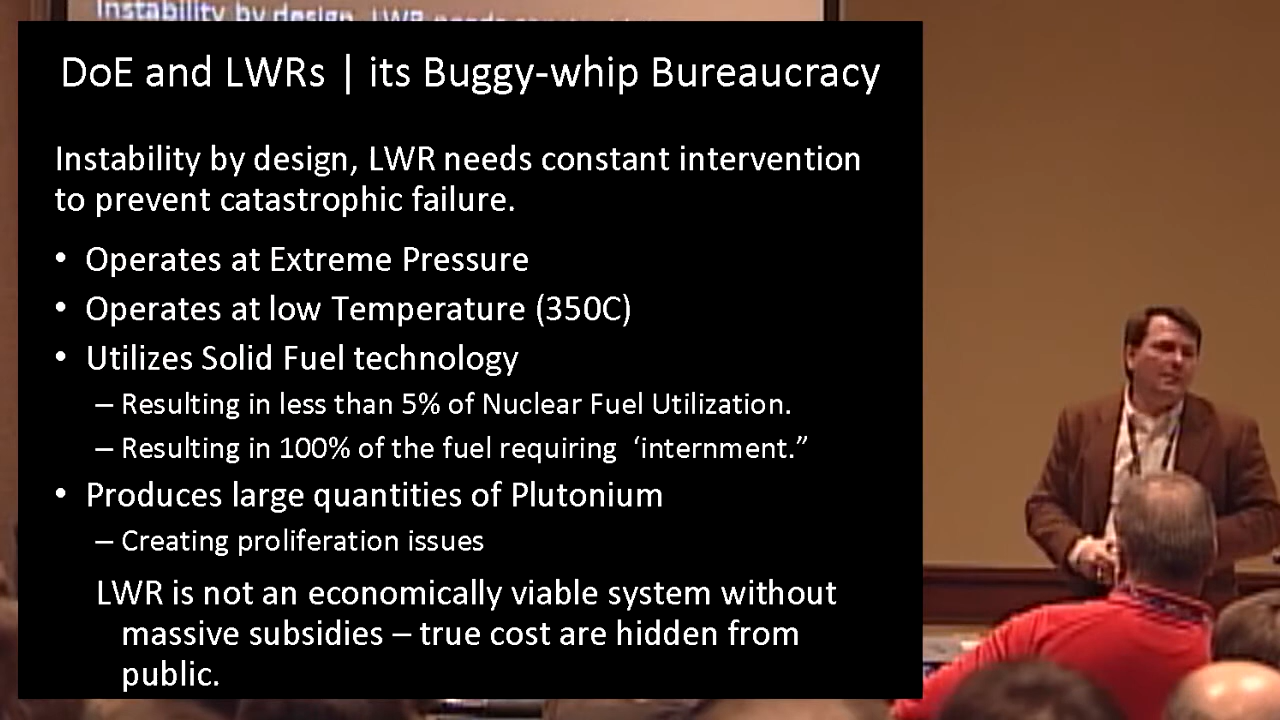 Instability by design, LWR needs
DoE and LWRs | its Buggy-whip Bureaucracy
Instability by design, LWR needs constant intervention
to prevent catastrophic failure.
• Operates at Extreme Pressure
• Operates at low Temperature (350C)
• Utilizes Solid Fuel technology
– Resulting in less than 5% of Nuclear Fuel Utilization.
– Resulting in 100% of the fuel requiring ‘internment.”
• Produces large quantities of Plutonium
– Creating proliferation issues
LWR is not an economically viable system without
massive subsidies – true cost are hidden from
public.